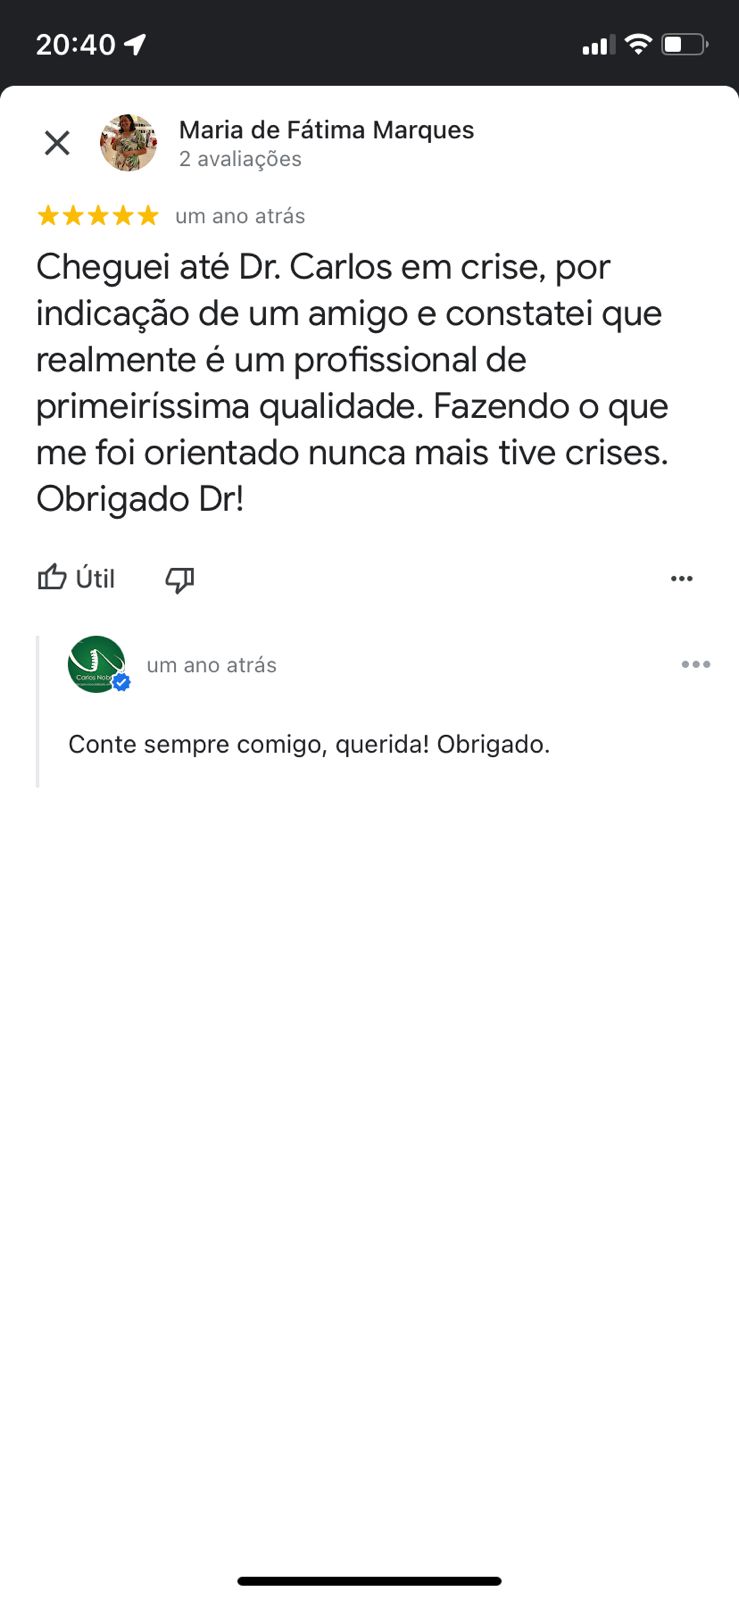 20:40
Maria de Fátima Marques
2 avaliações
um ano atrás
Cheguei até Dr. Carlos em crise, por
indicação de um amigo e constatei que
realmente é um profissional de
primeiríssima qualidade. Fazendo o que
me foi orientado nunca mais tive crises.
Obrigado Dr!
Útil
Carlos
um ano atrás
Conte sempre comigo, querida! Obrigado.